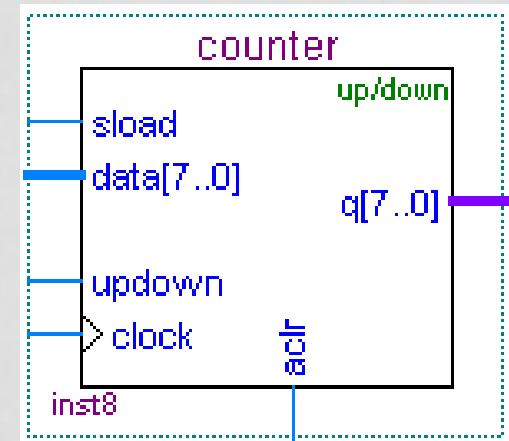 counter
up/down
sload
data[7..0]
q[7..0]
updown
clock
aclr
inst8